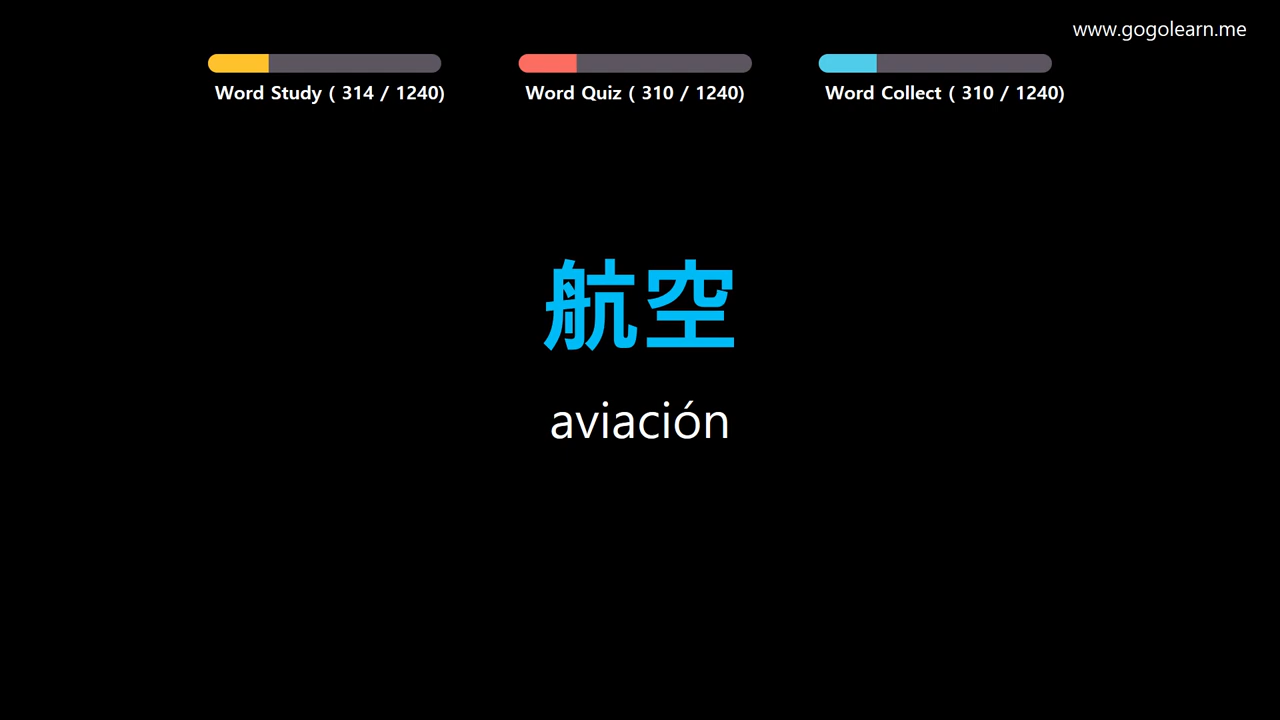 www.gogolearn.me
Word Study ( 314 / 1240)
Word Quiz ( 310 / 1240)
Word Collect ( 310 / 1240)
航空
aviación